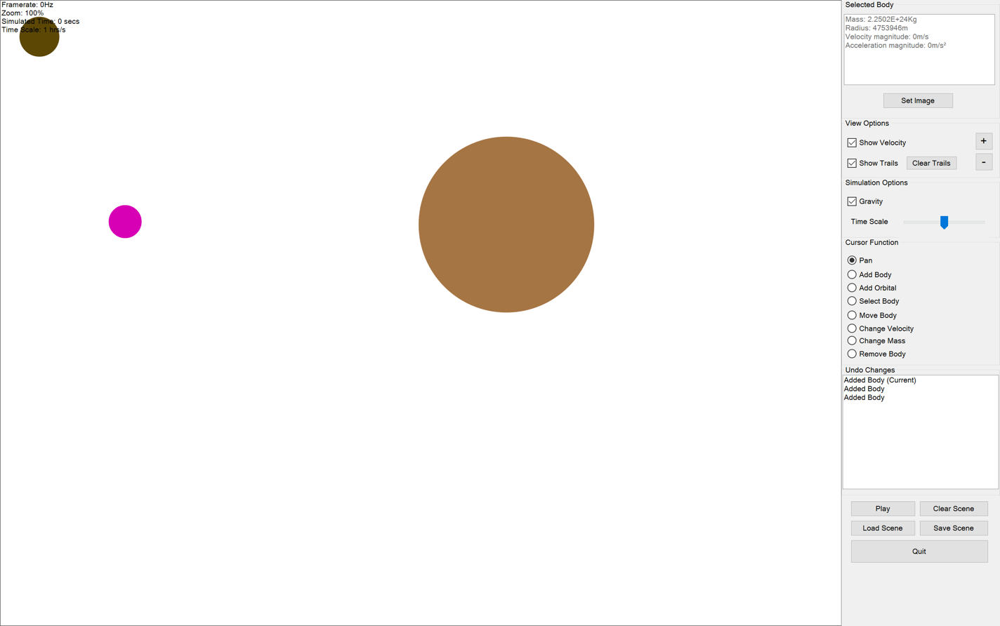 Framerate: 0Hz
Zoom: 100%
Simulated Time: 0 secs
Time Scale: 1 hrs/s
Selected Body
Mass: 2.2502E+24Kg
Radius: 4753946m
Velocity magnitude: 0m/s
Acceleration magnitude: 0m/s²
Set Image
View Options
Show Velocity
+
Show Trails
Clear Trails
-
Simulation Options
Gravity
Time Scale
Cursor Function
Pan
Add Body
Add Orbital
Select Body
Move Body
Change Velocity
Change Mass
Remove Body
Undo Changes
Added Body (Current)
Added Body
Added Body
Play
Clear Scene
Load Scene
Save Scene
Quit